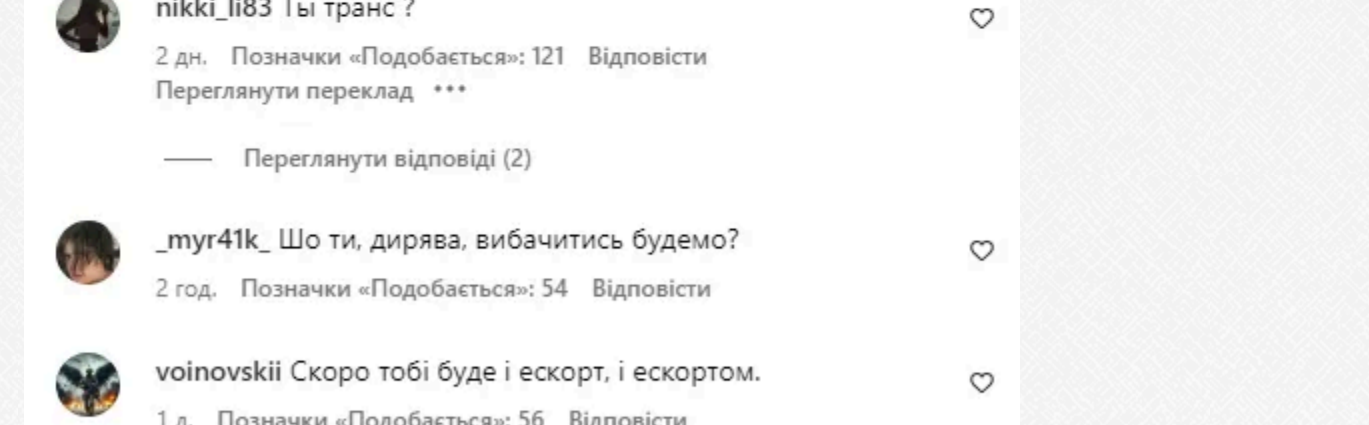 nikki_li83 Ты транс ?
2 дн. Позначки «Подобається»: 121 Відповісти
Переглянути переклад •••
Переглянути відповіді (2)
_myr41k_ Шо ти, дирява, вибачитись будемо?
2 год. Позначки «Подобається»: 54 Відповісти
voinovskii Скоро тобі буде і ескорт, і ескортом.
1 д. Позначки «Подобається»: 56 Відповісти